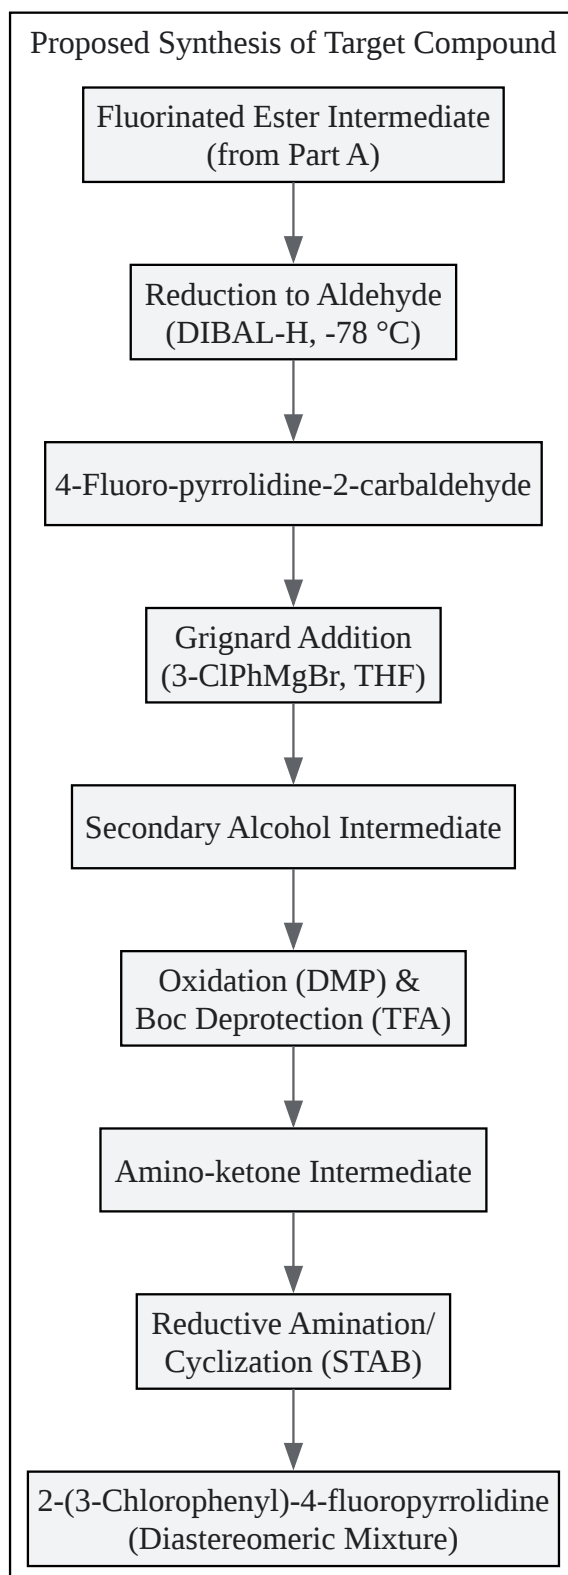 Proposed Synthesis of Target Compound
Fluorinated Ester Intermediate
(from Part A)
Reduction to Aldehyde
(DIBAL-H, -78 °C)
4-Fluoro-pyrrolidine-2-carbaldehyde
Grignard Addition
(3-ClPhMgBr, THF)
Secondary Alcohol Intermediate
Oxidation (DMP) &
Boc Deprotection (TFA)
Amino-ketone Intermediate
Reductive Amination/
Cyclization (STAB)
2-(3-Chlorophenyl)-4-fluoropyrrolidine
(Diastereomeric Mixture)